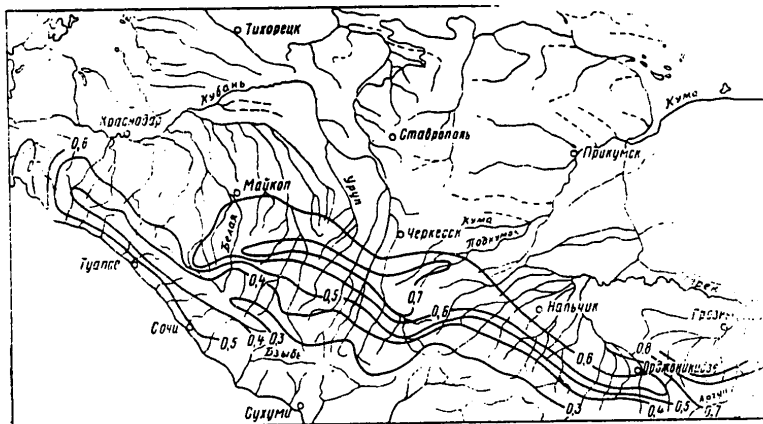 Тихорецк
Кубань
Краснодар
Кума
Ставрополь
Прикумск
0,6
Майкоп
Уруп
Белая
Черкесск
Кума
Подкумок
Туапсе
0,4
0,5
0,7
0,6
Нальчик
Терек
Сочи
0,5
0,4
0,3
Бзыбь
0,6
0,8
Орджоникидзе
Сухуми
0,3
0,4
0,5
0,7